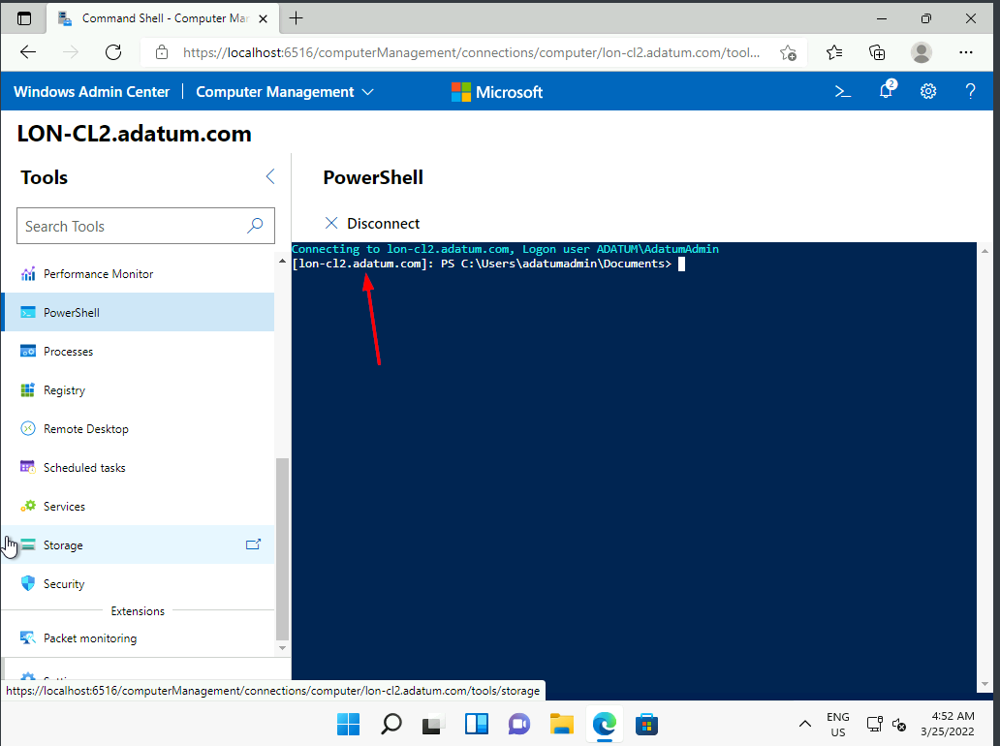 Command Shell - Computer Mar
https://localhost:6516/computerManagement/connections/computer/lon-cl2.adatum.com/tool...
Windows Admin Center | Computer Management
Microsoft
2
LON-CL2.adatum.com
Tools
Search Tools
Performance Monitor
PowerShell
Processes
Registry
Remote Desktop
Scheduled tasks
Services
Storage
Security
Extensions
Packet monitoring
PowerShell
Disconnect
Connecting to lon-cl2.adatum.com, Logon user ADATUM\AdatumAdmin
[lon-cl2.adatum.com]: PS C:\Users\adatumadmin\Documents>
https://localhost:6516/computerManagement/connections/computer/lon-cl2.adatum.com/tools/storage
ENG
US
4:52 AM
3/25/2022